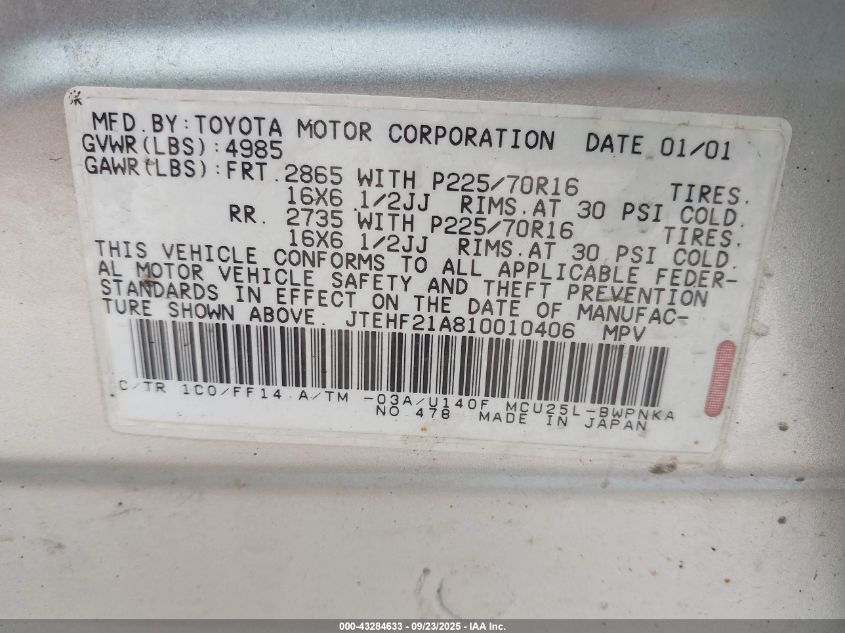 MFD. BY: TOYOTA MOTOR CORPORATION DATE 01/01
GVWR(LBS): 4985
GAWR(LBS): FRT. 2865 WITH P225/70R16 TIRES.
16X6 1/2JJ RIMS.AT 30 PSI COLD.
RR. 2735 WITH P225/70R16 TIRES.
16X6 1/2JJ RIMS.AT 30 PSI COLD.
THIS VEHICLE CONFORMS TO ALL APPLICABLE FEDER-
AL MOTOR VEHICLE SAFETY AND THEFT PREVENTION
STANDARDS IN EFFECT ON THE DATE OF MANUFAC-
TURE SHOWN ABOVE. JTEHF21A810010406 MPV
C/TR 1C0/FF14 A/TM -03A/U140F MCU25L-BWPNKA
NO. 478 MADE IN JAPAN
000-43284633 - 09/23/2025 - IAA Inc.